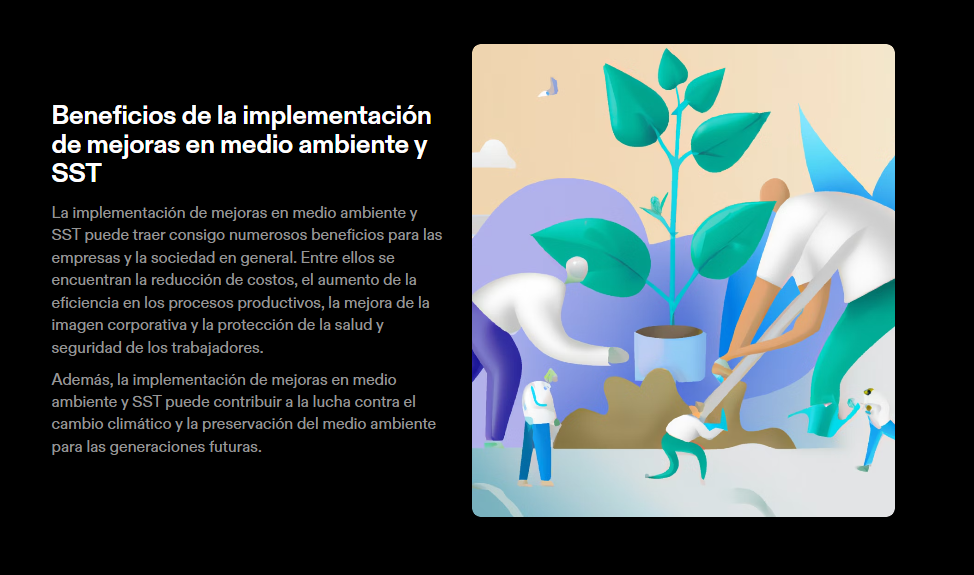 Beneficios de la implementación
de mejoras en medio ambiente y
SST
La implementación de mejoras en medio ambiente y
SST puede traer consigo numerosos beneficios para las
empresas y la sociedad en general. Entre ellos se
encuentran la reducción de costos, el aumento de la
eficiencia en los procesos productivos, la mejora de la
imagen corporativa y la protección de la salud y
seguridad de los trabajadores.
Además, la implementación de mejoras en medio
ambiente y SST puede contribuir a la lucha contra el
cambio climático y la preservación del medio ambiente
para las generaciones futuras.